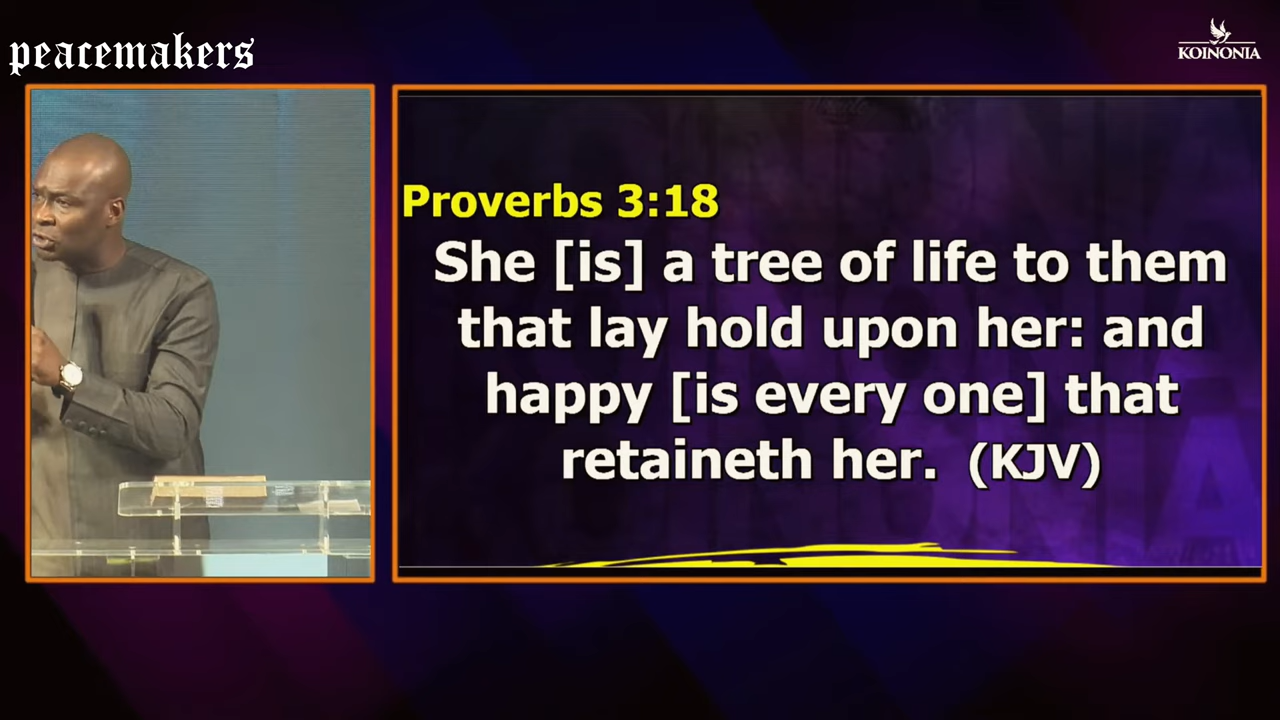 peacemakers
KOINONIA
Proverbs 3:18
She [is] a tree of life to them
that lay hold upon her: and
happy [is every one] that
retaineth her. (KJV)